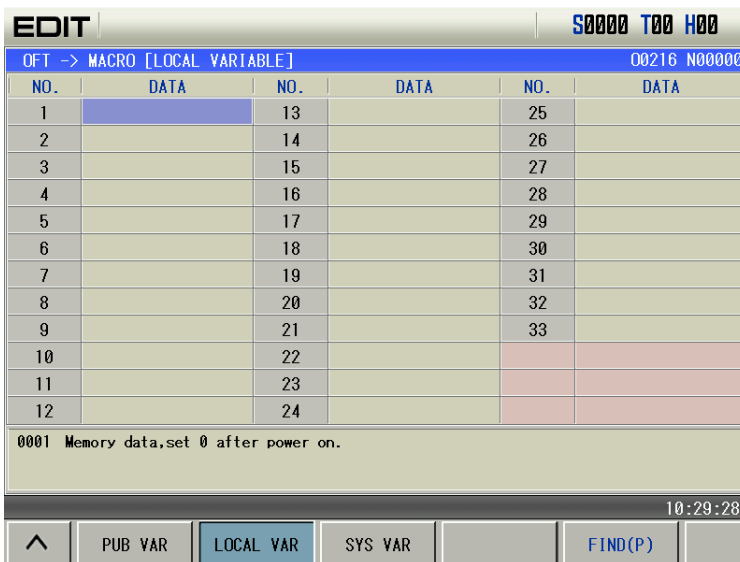 EDIT S0000 T00 H00
OFT -> MACRO [LOCAL VARIABLE] O0216 N00000
NO. DATA NO. DATA NO. DATA
1 13 25
2 14 26
3 15 27
4 16 28
5 17 29
6 18 30
7 19 31
8 20 32
9 21 33
10 22
11 23
12 24
0001 Memory data,set 0 after power on.
10:29:28
PUB VAR LOCAL VAR SYS VAR FIND(P)